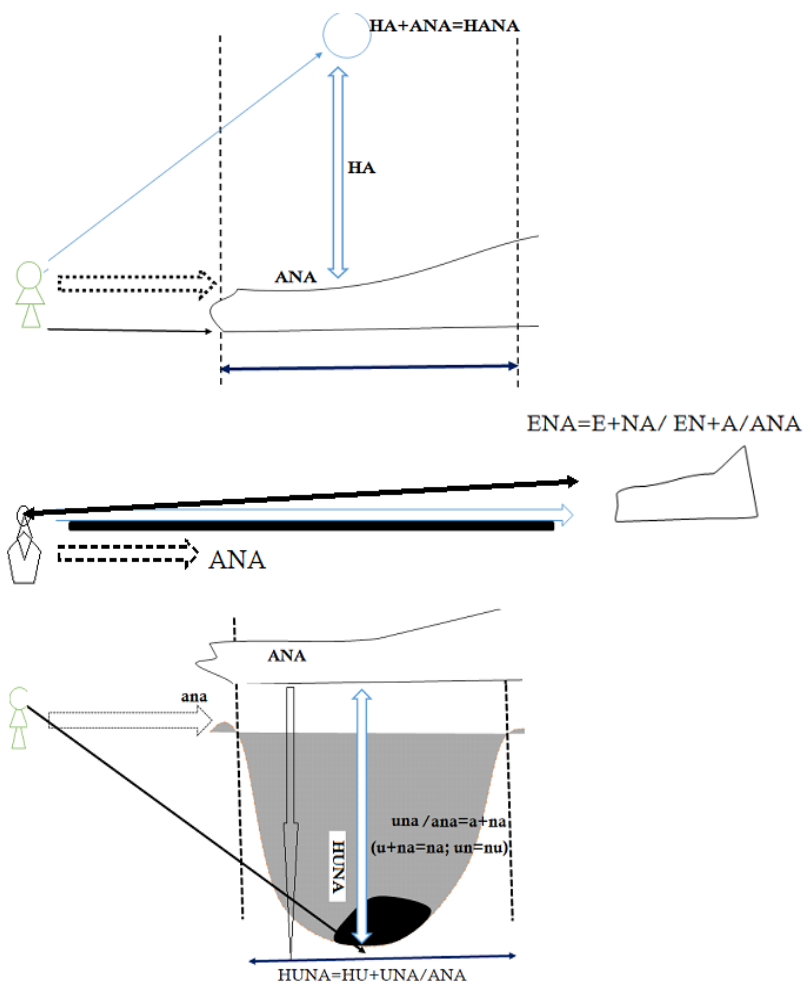 HA+ANA=HANA
HA
ANA
ENA=E+NA/ EN+A/ANA
ANA
ANA
ana
una /ana=a+na
(u+na=na; un=nu)
HUNA
HUNA=HU+UNA/ANA